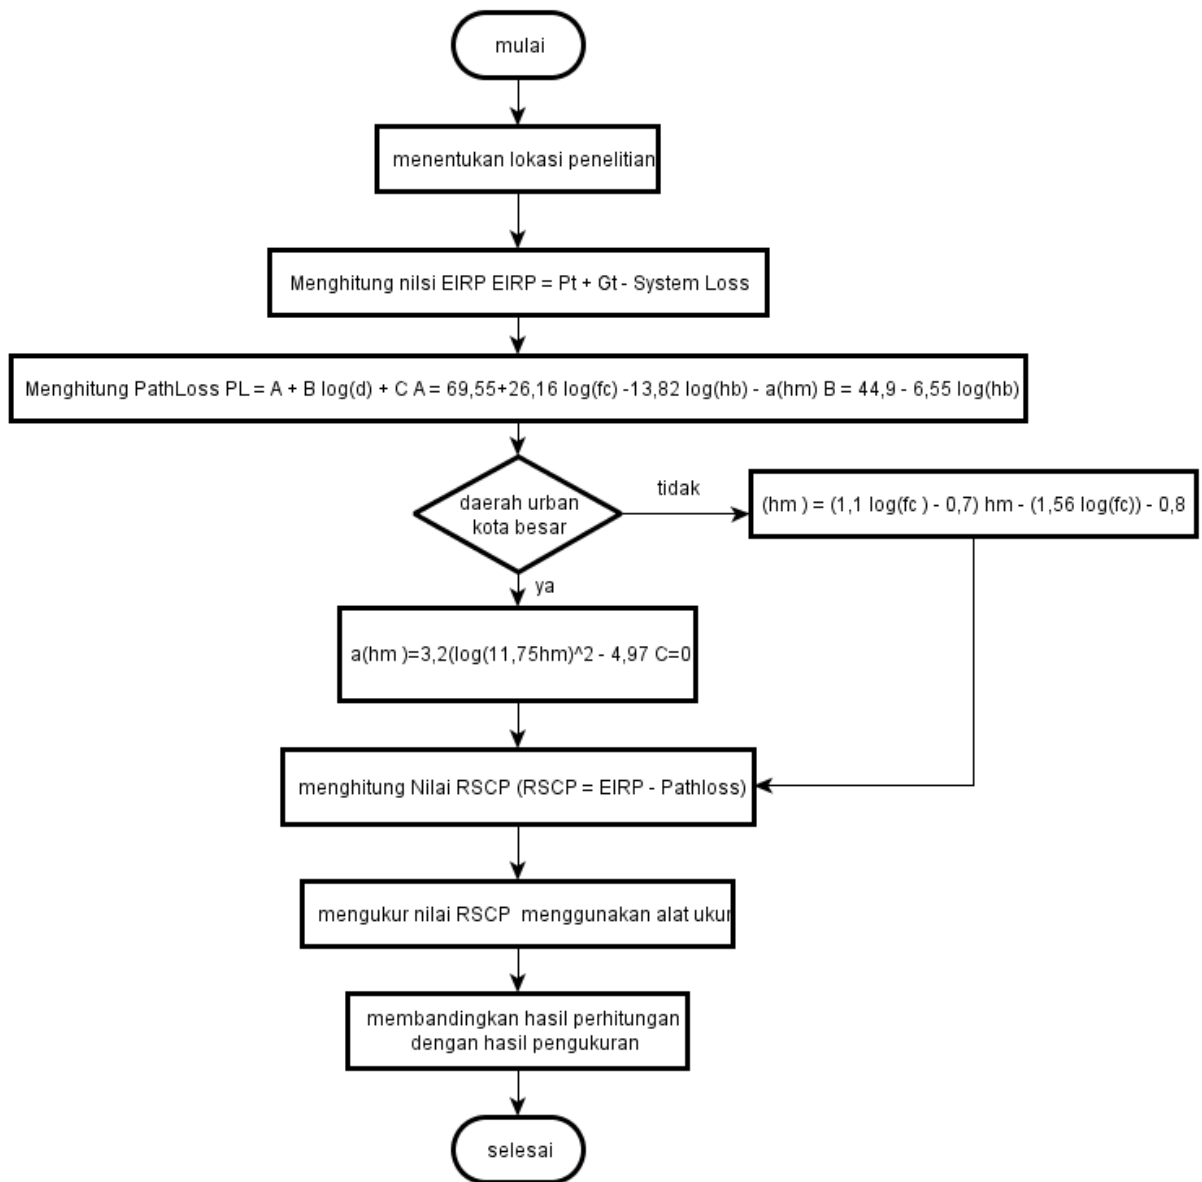 mulai
menentukan lokasi penelitian
Menghitung nilsi EIRP EIRP = Pt + Gt - System Loss
Menghitung PathLoss PL = A + B log(d) + C A = 69,55+26,16 log(fc) -13,82 log(hb) - a(hm) B = 44,9 - 6,55 log(hb)
daerah urban
kota besar
tidak
(hm ) = (1,1 log(fc ) - 0,7) hm - (1,56 log(fc)) - 0,8
ya
a(hm )=3,2(log(11,75hm)^2 - 4,97 C=0
menghitung Nilai RSCP (RSCP = EIRP - Pathloss)
mengukur nilai RSCP  menggunakan alat ukur
membandingkan hasil perhitungan
dengan hasil pengukuran
selesai